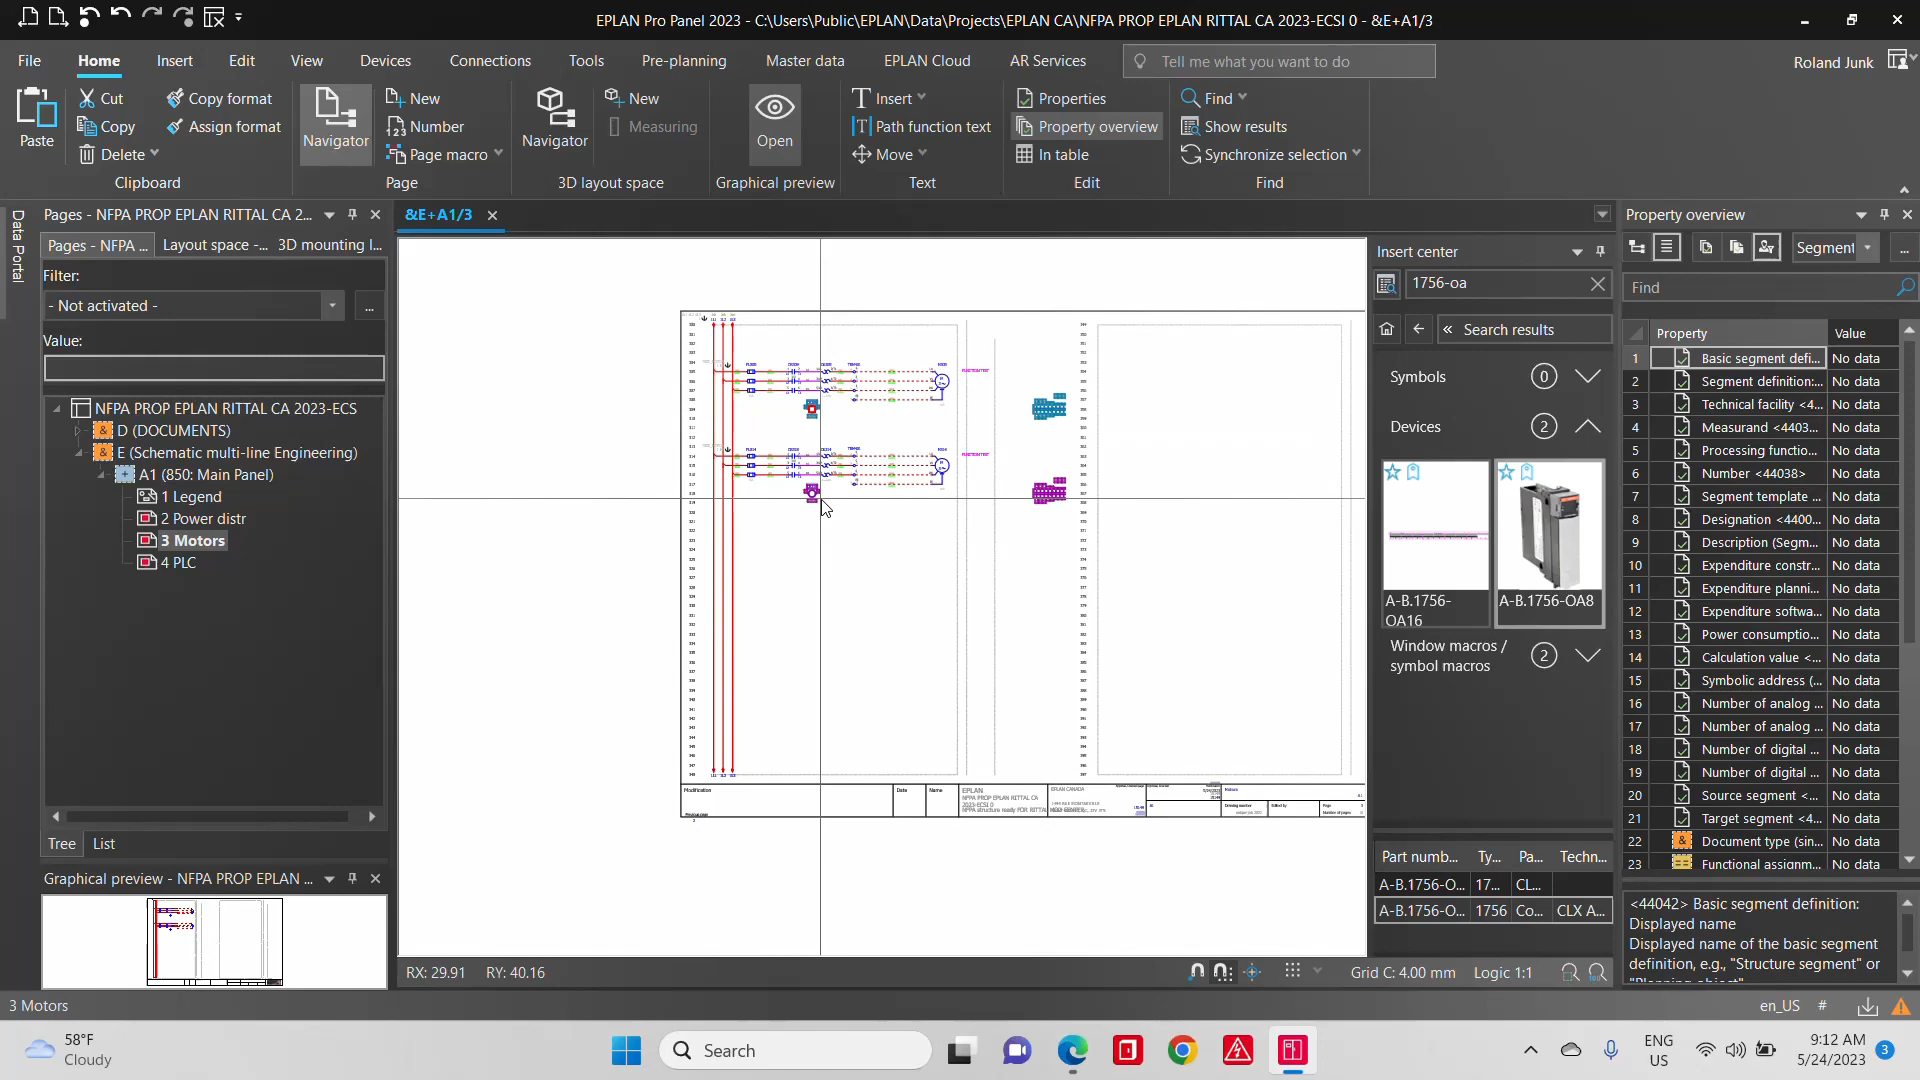 EPLAN Pro Panel 2023 - C:\Users\Public\EPLAN\Data\Projects\EPLAN CA\NFPA PROP EPLAN RITTAL CA 2023-ECSI 0 - &E+A1/3
File Home Insert Edit View Devices Connections Tools Pre-planning Master data EPLAN Cloud AR Services Tell me what you want to do Roland Junk
Paste
Cut
Copy
Delete
Copy format
Assign format
Clipboard
Navigator
New
Number
Page macro
Page
Navigator
New
Measuring
3D layout space
Open
Graphical preview
Insert
Path function text
Move
Text
Properties
Property overview
In table
Edit
Find
Show results
Synchronize selection
Find
Data Portal
Pages - NFPA PROP EPLAN RITTAL CA 2...
Pages - NFPA ... Layout space -... 3D mounting l...
Filter:
- Not activated -
...
Value:
NFPA PROP EPLAN RITTAL CA 2023-ECS
D (DOCUMENTS)
E (Schematic multi-line Engineering)
A1 (850: Main Panel)
1 Legend
2 Power distr
3 Motors
4 PLC
Tree List
Graphical preview - NFPA PROP EPLAN ...
&E+A1/3
Modification
Date
Name
EPLAN
NFPA PROP EPLAN RITTAL CA
2023-ECSI 0
EPLAN CANADA
Motors
RX: 29.91 RY: 40.16
Grid C: 4.00 mm Logic 1:1
Insert center
1756-oa
« Search results
Symbols 0
Devices 2
A-B.1756-
OA16
A-B.1756-OA8
Window macros /
symbol macros
2
Part numb... Ty... Pa... Techn...
A-B.1756-O... 17... CL...
A-B.1756-O... 1756 Co... CLX A...
Property overview
Segment
...
Find
Property Value
1 Basic segment defi... No data
2 Segment definition:... No data
3 Technical facility <4... No data
4 Measurand <4403... No data
5 Processing functio... No data
6 Number <44038> No data
7 Segment template ... No data
8 Designation <4400... No data
9 Description (Segm... No data
10 Expenditure constr... No data
11 Expenditure planni... No data
12 Expenditure softwa... No data
13 Power consumptio... No data
14 Calculation value <... No data
15 Symbolic address (... No data
16 Number of analog ... No data
17 Number of analog ... No data
18 Number of digital ... No data
19 Number of digital ... No data
20 Source segment <... No data
21 Target segment <4... No data
22 Document type (sin... No data
23 Functional assignm... No data
<44042> Basic segment definition:
Displayed name
Displayed name of the basic segment
definition, e.g., "Structure segment" or
"Planning object"
3 Motors
en_US #
58°F
Cloudy
Search
ENG
US
9:12 AM
5/24/2023
3